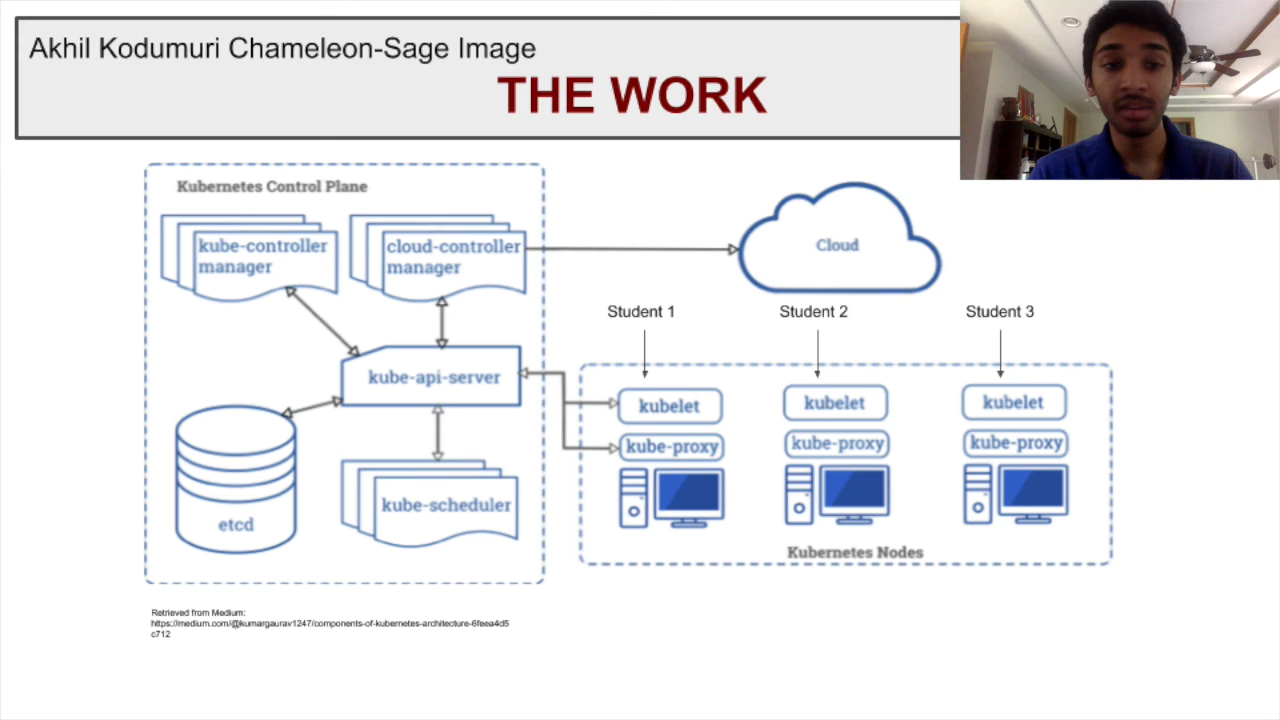 Akhil Kodumuri Chameleon-Sage Image
THE WORK
Kubernetes Control Plane
kube-controller
manager
cloud-controller
manager
Cloud
Student 1
Student 2
Student 3
kube-api-server
kubelet
kubelet
kubelet
kube-proxy
kube-proxy
kube-proxy
etcd
kube-scheduler
Kubernetes Nodes
Retrieved from Medium:
https://medium.com/@kumargaurav1247/components-of-kubernetes-architecture-6feea4d5
c712